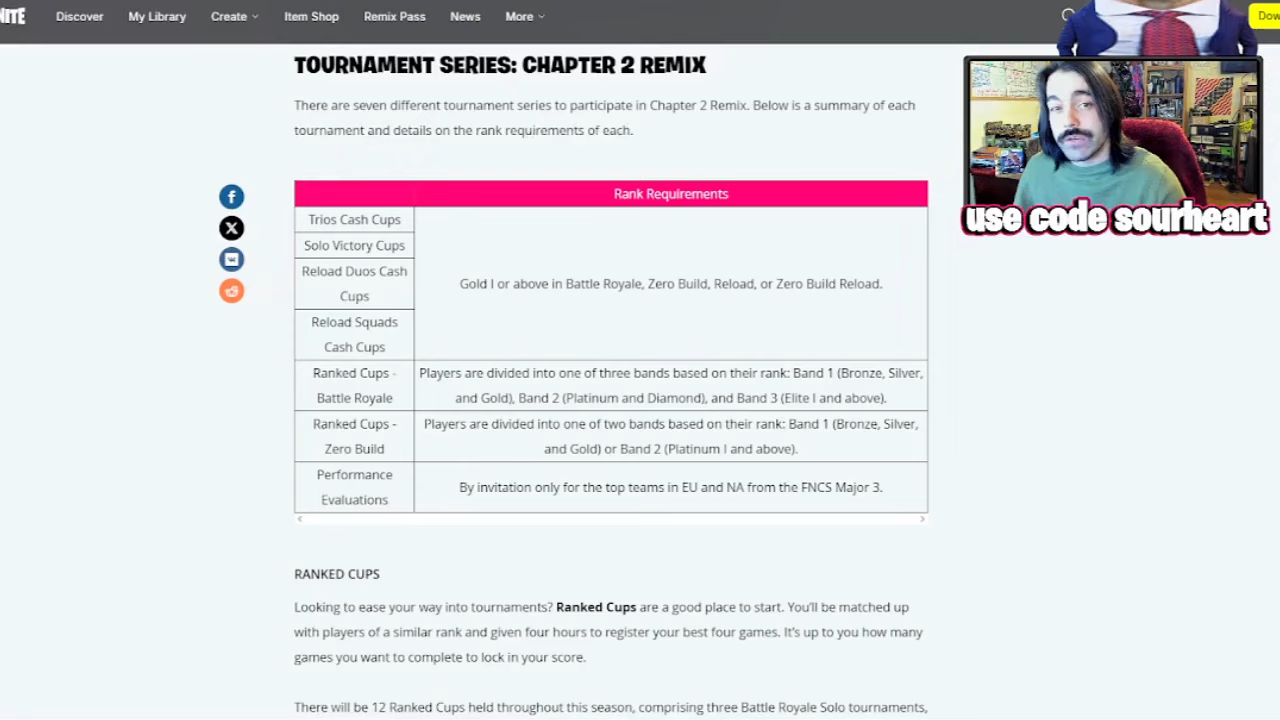 NITE
Discover
My Library
Create
Item Shop
Remix Pass
News
More
Dow
TOURNAMENT SERIES: CHAPTER 2 REMIX
There are seven different tournament series to participate in Chapter 2 Remix. Below is a summary of each
tournament and details on the rank requirements of each.
use code sourheart
Rank Requirements
Trios Cash Cups
Solo Victory Cups
Reload Duos Cash
Cups
Reload Squads
Cash Cups
Gold I or above in Battle Royale, Zero Build, Reload, or Zero Build Reload.
Ranked Cups -
Battle Royale
Players are divided into one of three bands based on their rank: Band 1 (Bronze, Silver,
and Gold), Band 2 (Platinum and Diamond), and Band 3 (Elite I and above).
Ranked Cups -
Zero Build
Players are divided into one of two bands based on their rank: Band 1 (Bronze, Silver,
and Gold) or Band 2 (Platinum I and above).
Performance
Evaluations
By invitation only for the top teams in EU and NA from the FNCS Major 3.
RANKED CUPS
Looking to ease your way into tournaments? Ranked Cups are a good place to start. You'll be matched up
with players of a similar rank and given four hours to register your best four games. It's up to you how many
games you want to complete to lock in your score.
There will be 12 Ranked Cups held throughout this season, comprising three Battle Royale Solo tournaments,